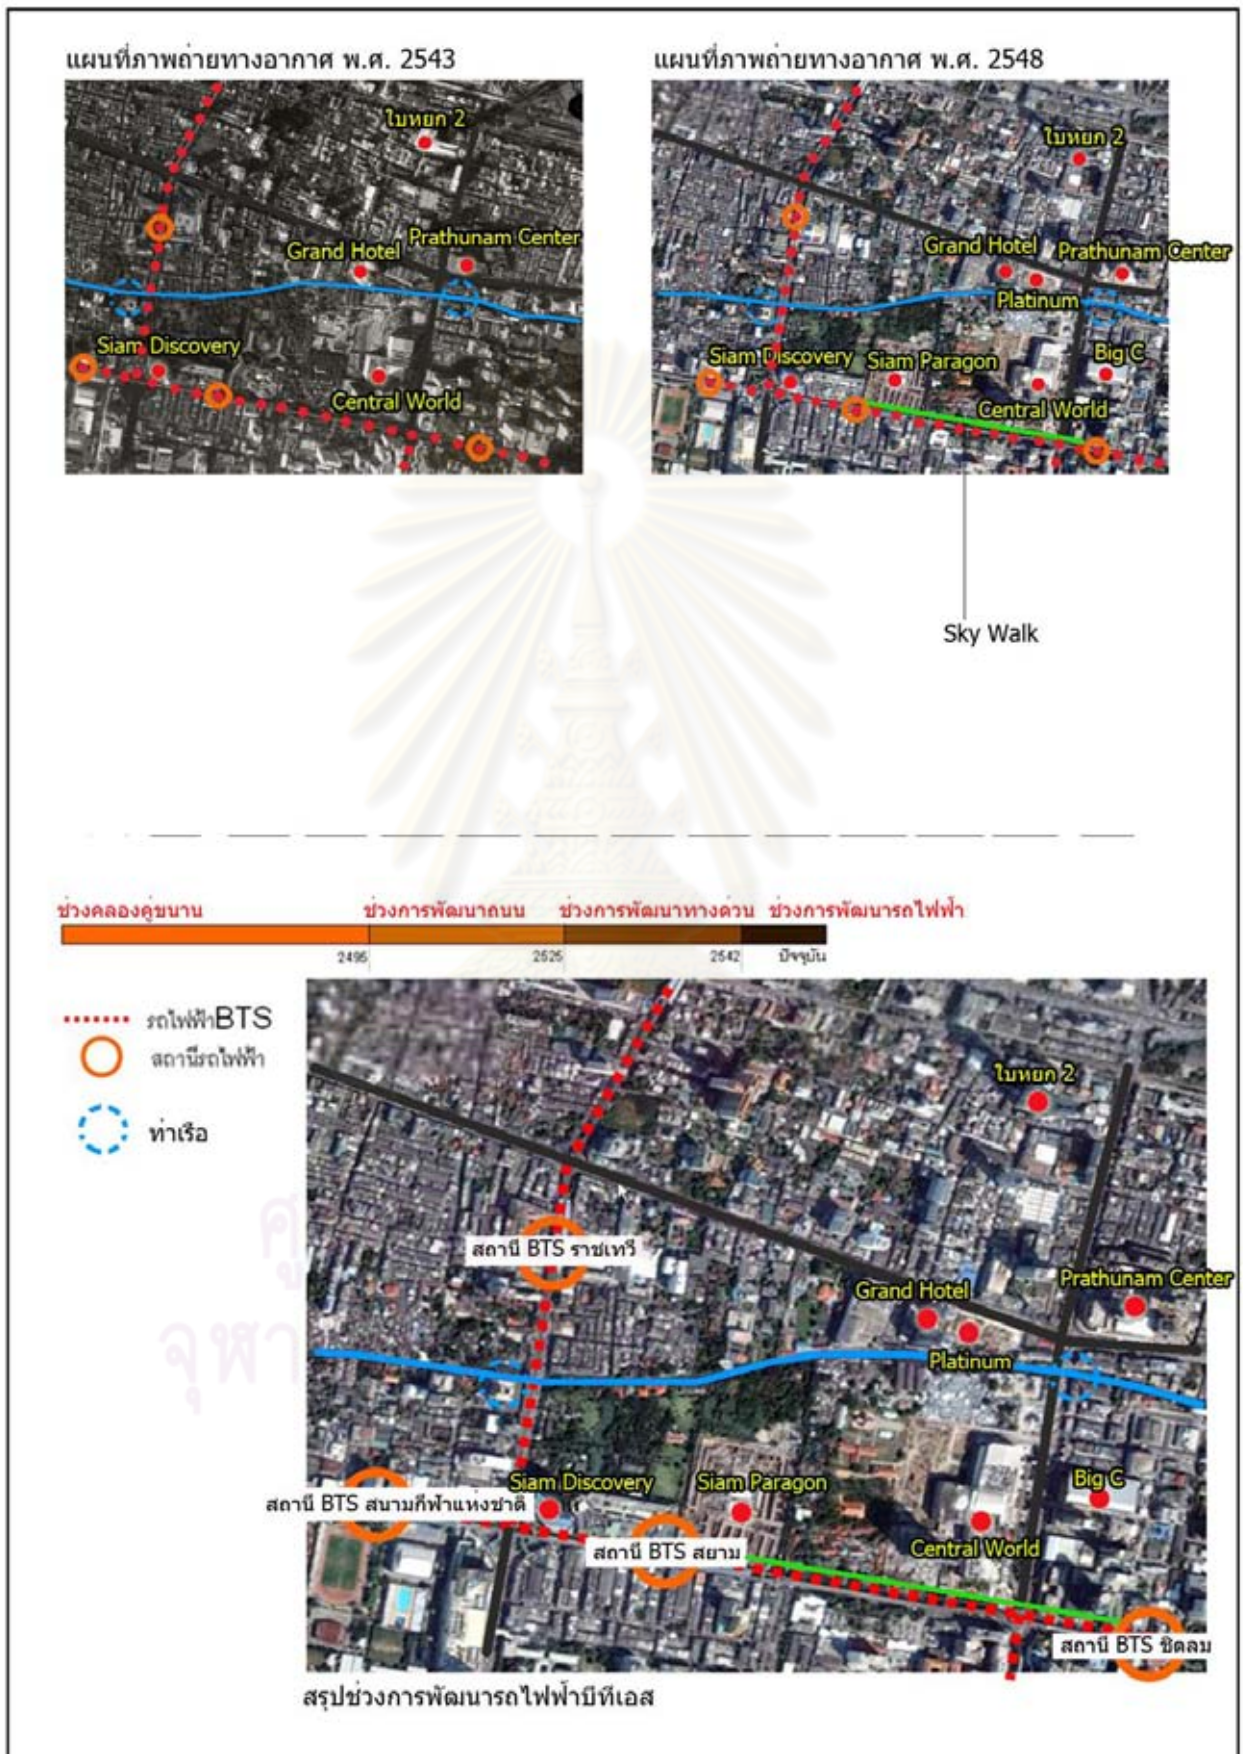 แผนที่ภาพถ่ายทางอากาศ พ.ศ. 2543
แผนที่ภาพถ่ายทางอากาศ พ.ศ. 2548
ใบหยก 2
Grand Hotel
Prathunam Center
Siam Discovery
Central World
ใบหยก 2
Grand Hotel
Prathunam Center
Platinum
Siam Discovery
Siam Paragon
Big C
Central World
Sky Walk
ช่วงคลองคู่ขนาน
ช่วงการพัฒนาถนน
ช่วงการพัฒนาทางด่วน
ช่วงการพัฒนารถไฟฟ้า
2495
2525
2542
ปัจจุบัน
รถไฟฟ้าBTS
สถานีรถไฟฟ้า
ท่าเรือ
ใบหยก 2
สถานี BTS ราชเทวี
Grand Hotel
Prathunam Center
Platinum
Siam Discovery
Siam Paragon
Big C
สถานี BTS สนามกีฬาแห่งชาติ
สถานี BTS สยาม
Central World
สถานี BTS ชิดลม
สรุปช่วงการพัฒนารถไฟฟ้าบีทีเอส